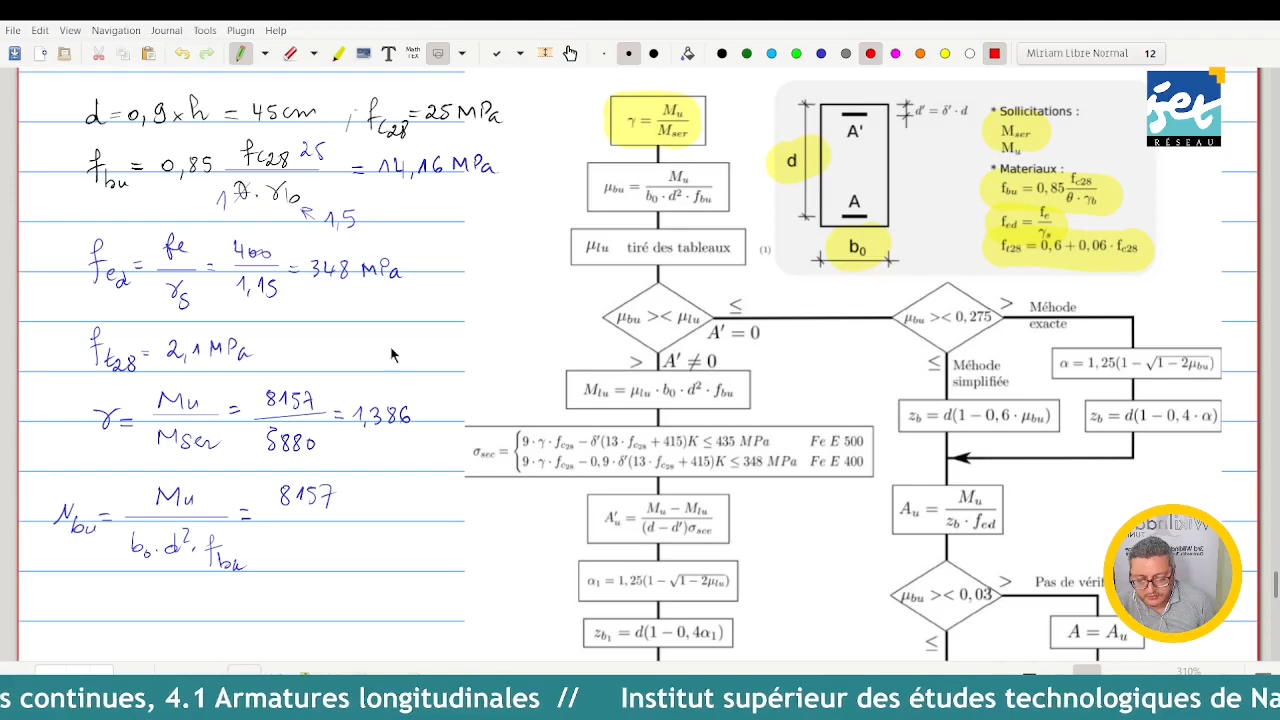 File Edit View Navigation Journal Tools Plugin Help
T MATH TEX Miriam Libre Normal 12
d = 0,9 × h = 45 cm ; fc28 = 25 MPa
fbu = 0,85 fc28 25 / 1 θ · γb = 14,16 MPa
1,5
fed = fe / γs = 400 / 1,15 = 348 MPa
ft28 = 2,1 MPa
γ = Mu / Mser = 8157 / 5880 = 1,386
μbu = Mu / b0 · d² · fbu = 8157
γ = Mu / Mser
μbu = Mu / b0 · d² · fbu
μlu tiré des tableaux (1)
μbu >< μlu
≤
A' = 0
> A' ≠ 0
Mlu = μlu · b0 · d² · fbu
σsec = { 9 · γ · fc28 − δ'(13 · fc28 + 415)K ≤ 435 MPa Fe E 500
9 · γ · fc28 − 0, 9 · δ'(13 · fc28 + 415)K ≤ 348 MPa Fe E 400
A'u = Mu − Mlu / (d − d')σsce
α1 = 1, 25(1 − √1 − 2μlu)
zb1 = d(1 − 0, 4α1)
d
A'
A
b0
d' = δ' · d
* Sollicitations :
Mser
Mu
* Materiaux :
fbu = 0, 85 fc28 / θ · γb
fed = fe / γs
ft28 = 0, 6 + 0, 06 · fc28
iset
RÉSEAU
μbu >< 0, 275
> Méhode
exacte
≤ Méhode
simplifiée
α = 1, 25(1 − √1 − 2μbu)
zb = d(1 − 0, 6 · μbu)
zb = d(1 − 0, 4 · α)
Au = Mu / zb · fed
μbu >< 0, 03
> Pas de vérif
≤
A = Au
310%
s continues, 4.1 Armatures longitudinales // Institut supérieur des études technologiques de Na